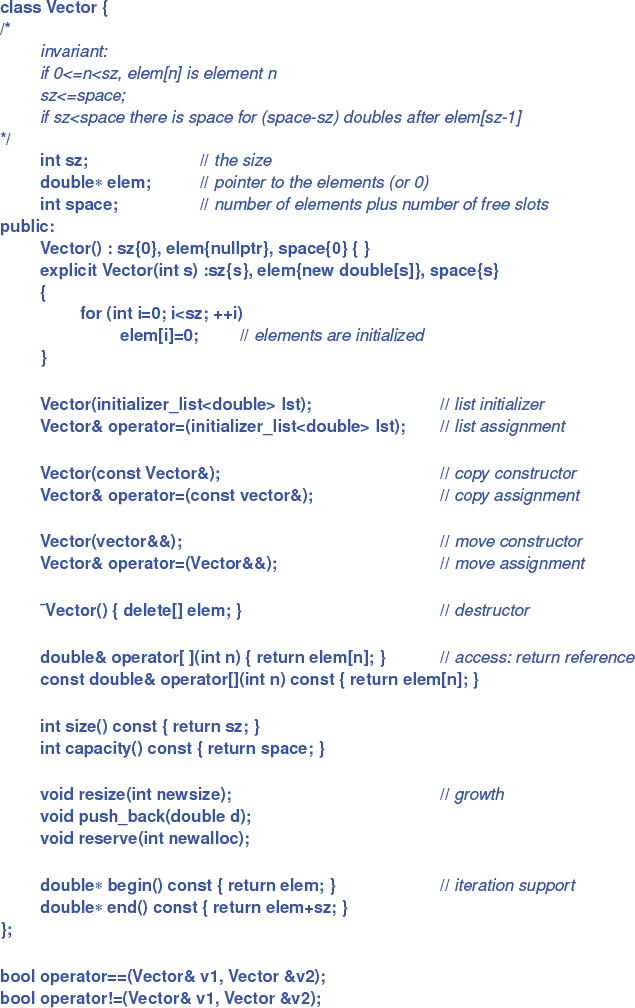 class Vector {
/*
invariant:
if 0<=n<sz, elem[n] is element n
sz<=space;
if sz<space there is space for (space-sz) doubles after elem[sz-1]
*/
int sz; // the size
double* elem; // pointer to the elements (or 0)
int space; // number of elements plus number of free slots
public:
Vector() : sz{0}, elem{nullptr}, space{0} { }
explicit Vector(int s) :sz{s}, elem{new double[s]}, space{s}
{
for (int i=0; i<sz; ++i)
elem[i]=0; // elements are initialized
}
Vector(initializer_list<double> lst); // list initializer
Vector& operator=(initializer_list<double> lst); // list assignment
Vector(const Vector&); // copy constructor
Vector& operator=(const vector&); // copy assignment
Vector(vector&&); // move constructor
Vector& operator=(Vector&&); // move assignment
~Vector() { delete[] elem; } // destructor
double& operator[ ](int n) { return elem[n]; } // access: return reference
const double& operator[](int n) const { return elem[n]; }
int size() const { return sz; }
int capacity() const { return space; }
void resize(int newsize); // growth
void push_back(double d);
void reserve(int newalloc);
double* begin() const { return elem; } // iteration support
double* end() const { return elem+sz; }
};
bool operator==(Vector& v1, Vector &v2);
bool operator!=(Vector& v1, Vector &v2);